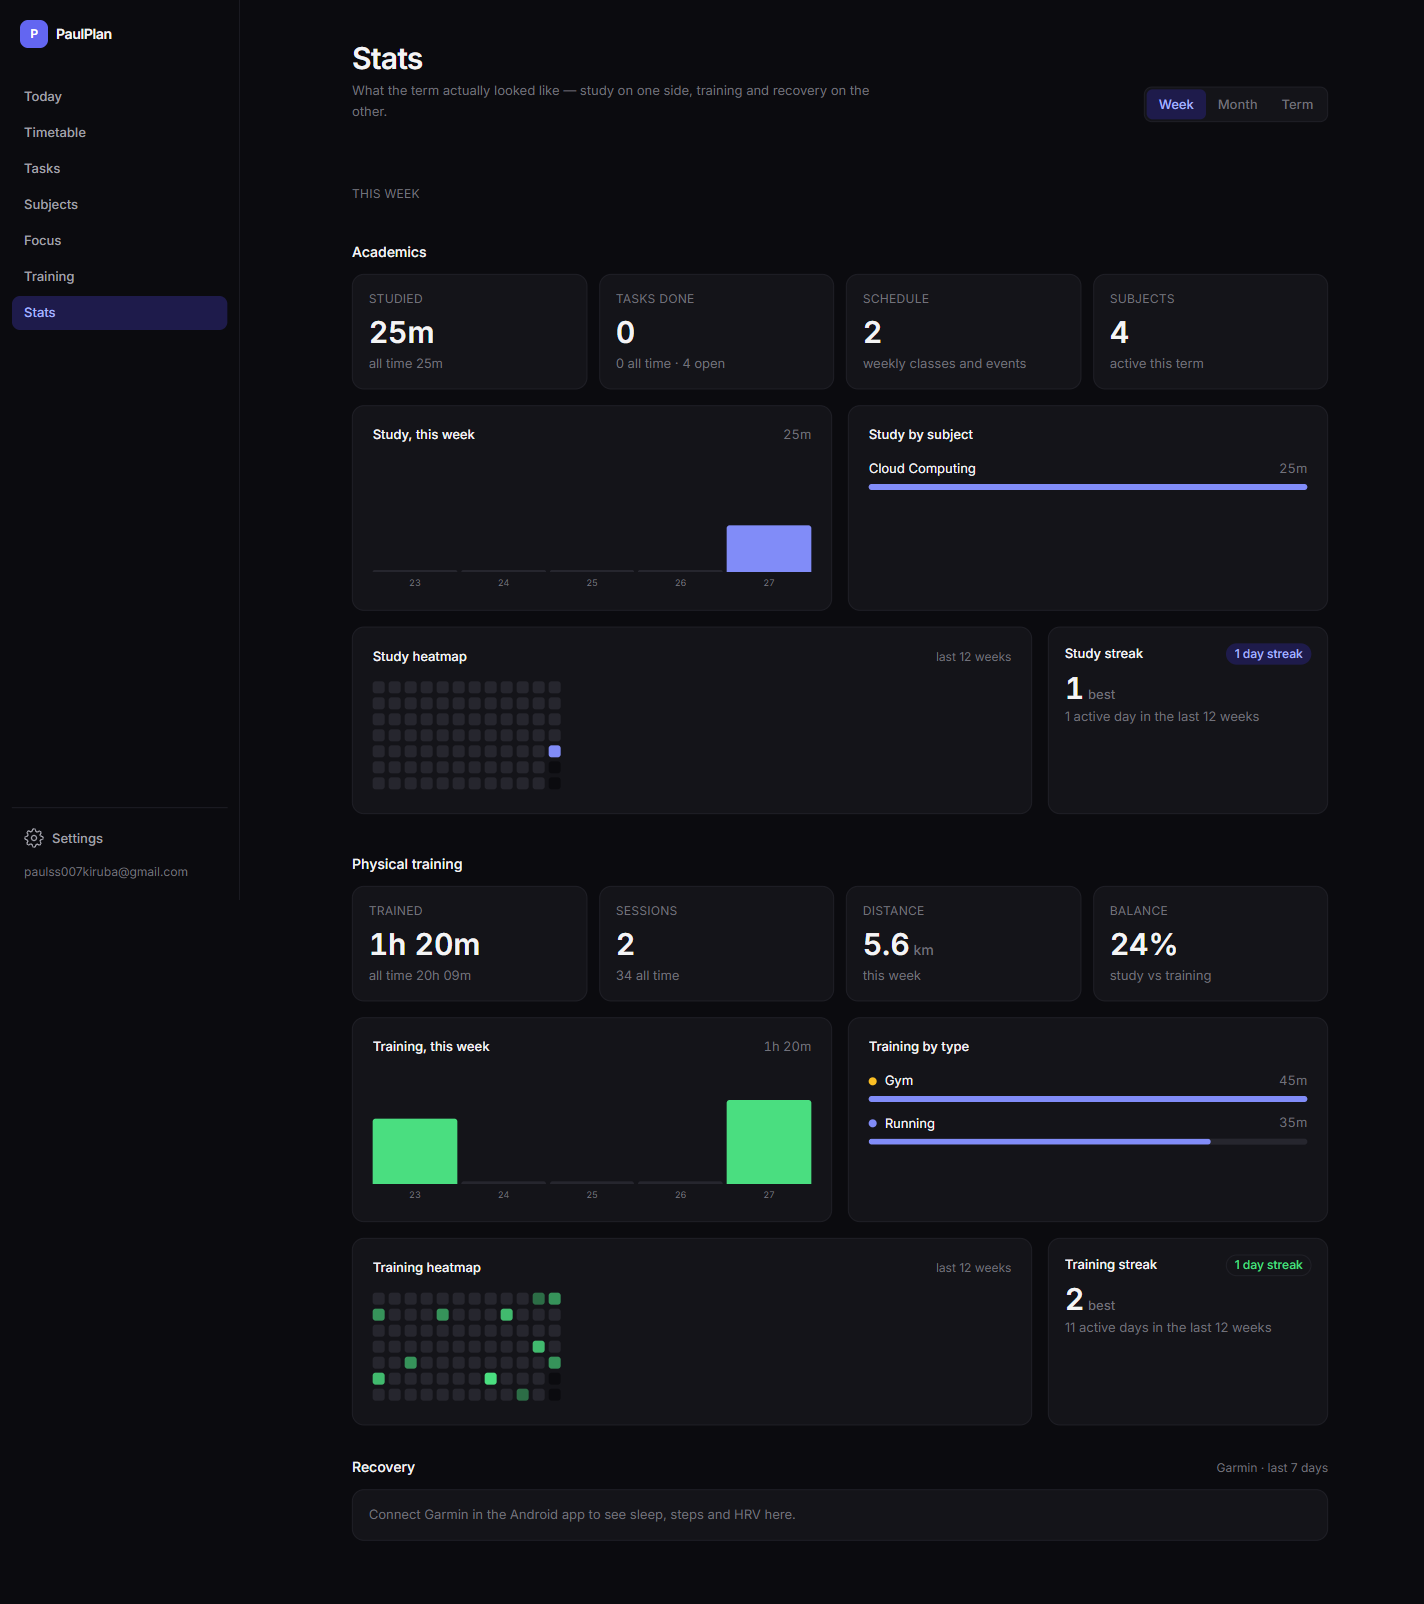 P PaulPlan
Today
Timetable
Tasks
Subjects
Focus
Training
Stats
Settings
paulss007kiruba@gmail.com
Stats
What the term actually looked like — study on one side, training and recovery on the
other.
Week Month Term
THIS WEEK
Academics
STUDIED
25m
all time 25m
TASKS DONE
0
0 all time · 4 open
SCHEDULE
2
weekly classes and events
SUBJECTS
4
active this term
Study, this week 25m
23 24 25 26 27
Study by subject
Cloud Computing 25m
Study heatmap last 12 weeks
Study streak 1 day streak
1 best
1 active day in the last 12 weeks
Physical training
TRAINED
1h 20m
all time 20h 09m
SESSIONS
2
34 all time
DISTANCE
5.6 km
this week
BALANCE
24%
study vs training
Training, this week 1h 20m
23 24 25 26 27
Training by type
Gym 45m
Running 35m
Training heatmap last 12 weeks
Training streak 1 day streak
2 best
11 active days in the last 12 weeks
Recovery Garmin · last 7 days
Connect Garmin in the Android app to see sleep, steps and HRV here.